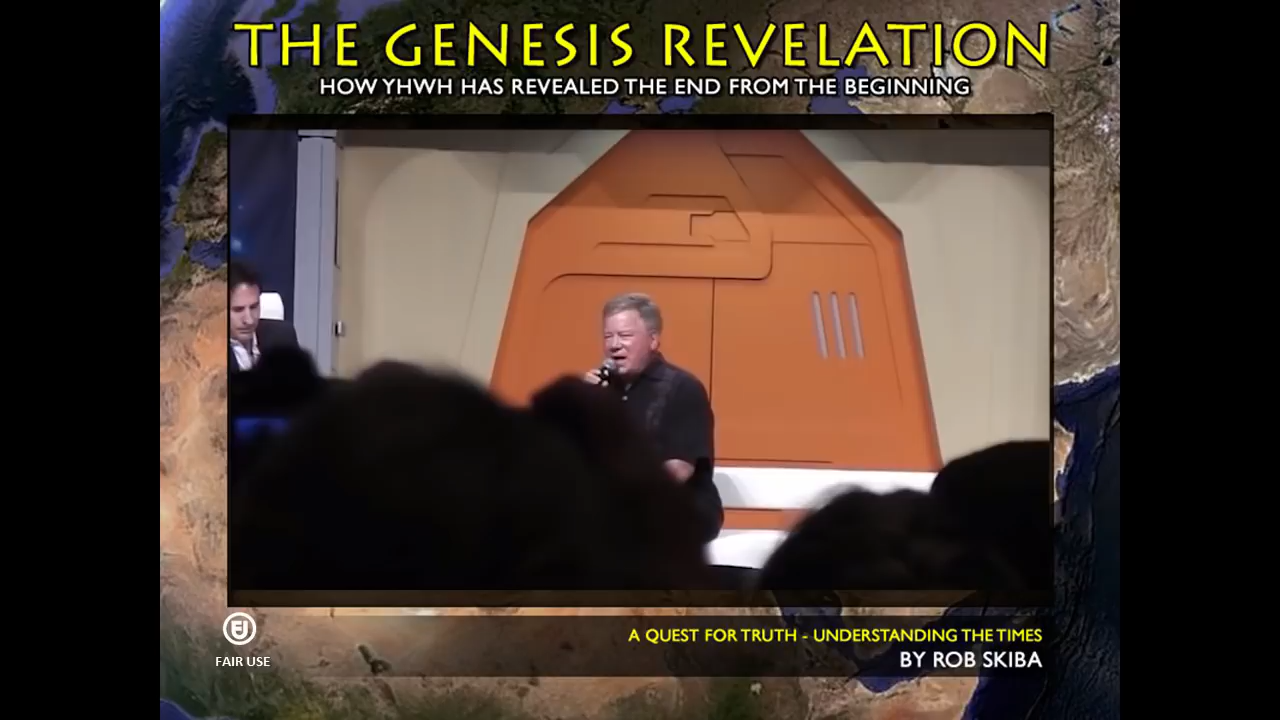 THE GENESIS REVELATION
HOW YHWH HAS REVEALED THE END FROM THE BEGINNING
A QUEST FOR TRUTH - UNDERSTANDING THE TIMES
FAIR USE
BY ROB SKIBA